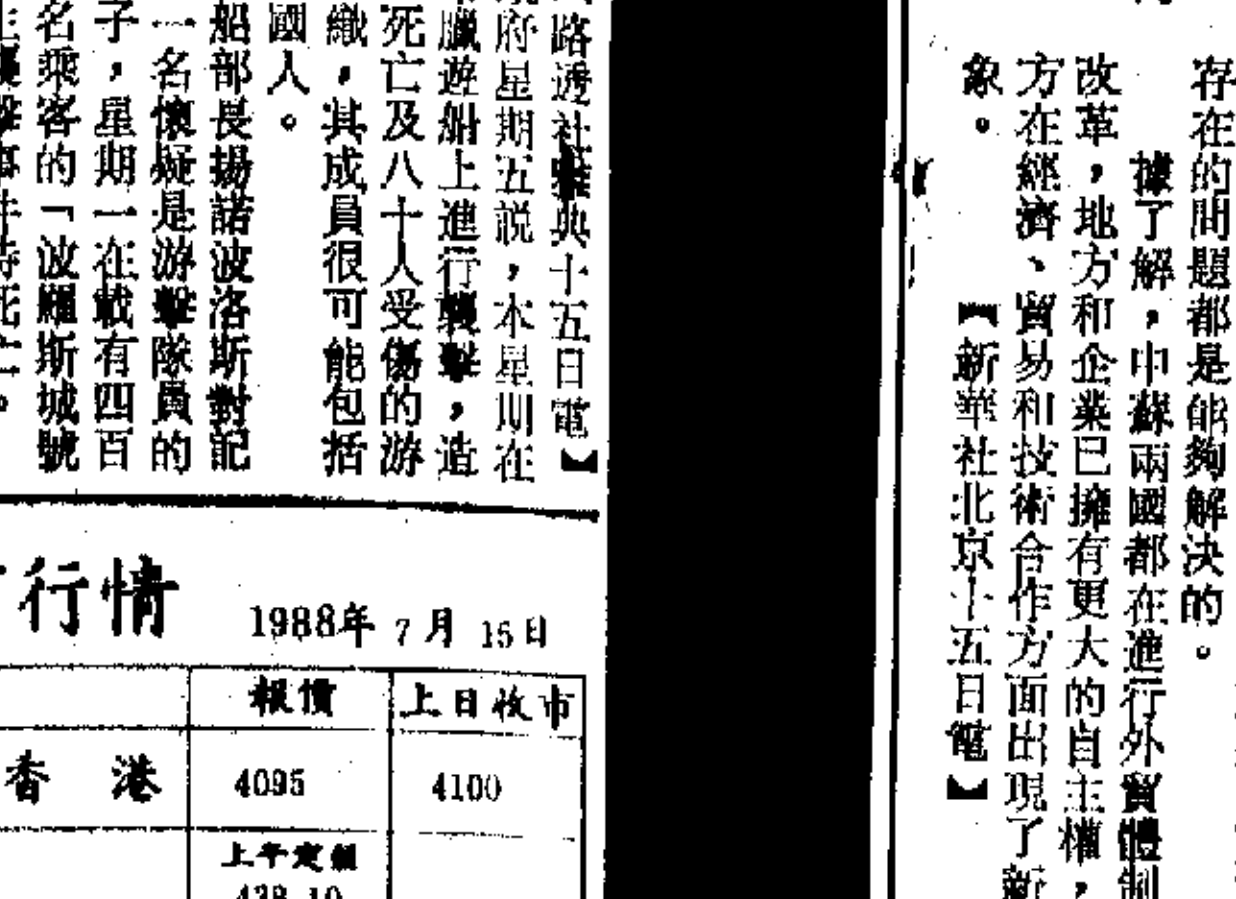 存在的問題都是能夠解決的。
據了解，中蘇兩國都在進行外貿體制
改革，地方和企業已擁有更大的自主權，
方在經濟、貿易和技術合作方面出現了新
象。
【新華社北京十五日電】
路透社雅典十五日電】
府星期五説，本星期在
臘遊船上進行襲擊，造
死亡及八十人受傷的游
織，其成員很可能包括
國人。
船部長揚諾波洛斯對記
一名懷疑是游擊隊員的
子，星期一在載有四百
名乘客的「波羅斯城號
行情
1988年7月15日
報價 上日收市
香港 4095 4100
上午定價
438.10